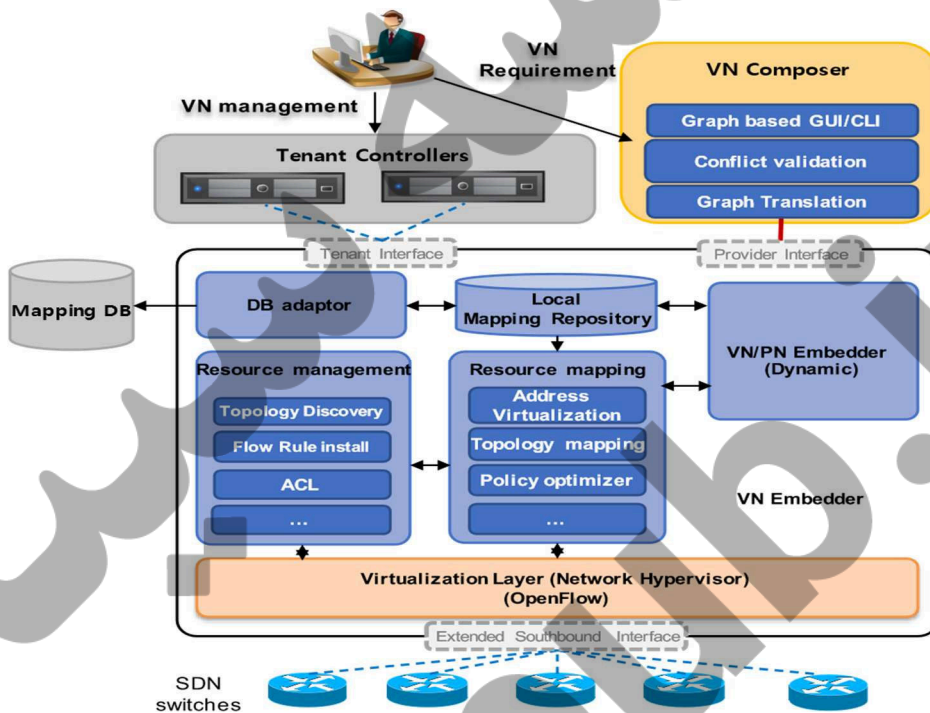 VN
Requirement
VN management
VN Composer
Graph based GUI/CLI
Conflict validation
Graph Translation
Tenant Controllers
Tenant Interface
Provider Interface
Mapping DB
DB adaptor
Local
Mapping Repository
VN/PN Embedder
(Dynamic)
Resource management
Topology Discovery
Flow Rule install
ACL
...
Resource mapping
Address
Virtualization
Topology mapping
Policy optimizer
...
VN Embedder
Virtualization Layer (Network Hypervisor)
(OpenFlow)
Extended Southbound Interface
SDN
switches